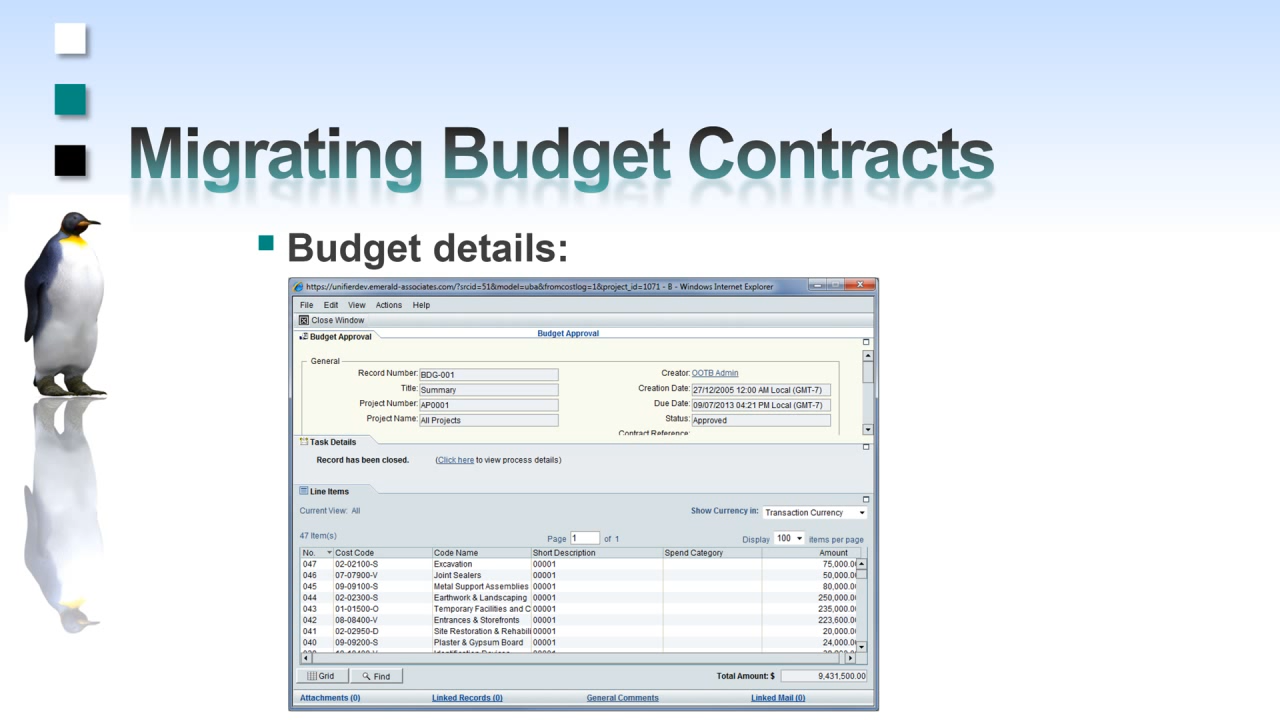 Migrating Budget Contracts
Budget details:
https://unifierdev.emerald-associates.com/?srcid=51&model=uba&fromcostlog=1&project_id=1071 - B - Windows Internet Explorer
File Edit View Actions Help
Close Window
Budget Approval
Budget Approval
General
Record Number: BDG-001 Creator: OOTB Admin
Title: Summary Creation Date: 27/12/2005 12:00 AM Local (GMT-7)
Project Number: AP0001 Due Date: 09/07/2013 04:21 PM Local (GMT-7)
Project Name: All Projects Status: Approved
Contract Reference:
Task Details
Record has been closed. (Click here to view process details)
Line Items
Current View: All Show Currency in: Transaction Currency
47 Item(s) Page 1 of 1 Display 100 items per page
No. Cost Code Code Name Short Description Spend Category Amount
047 02-02100-S Excavation 00001 75,000.0
046 07-07900-V Joint Sealers 00001 50,000.0
045 09-09100-S Metal Support Assemblies 00001 80,000.0
044 02-02300-S Earthwork & Landscaping 00001 250,000.0
043 01-01500-O Temporary Facilities and C 00001 235,000.0
042 08-08400-V Entrances & Storefronts 00001 223,600.0
041 02-02950-D Site Restoration & Rehabili 00001 20,000.0
040 09-09200-S Plaster & Gypsum Board 00001 24,000.0
Grid Find Total Amount: $ 9,431,500.00
Attachments (0) Linked Records (0) General Comments Linked Mail (0)